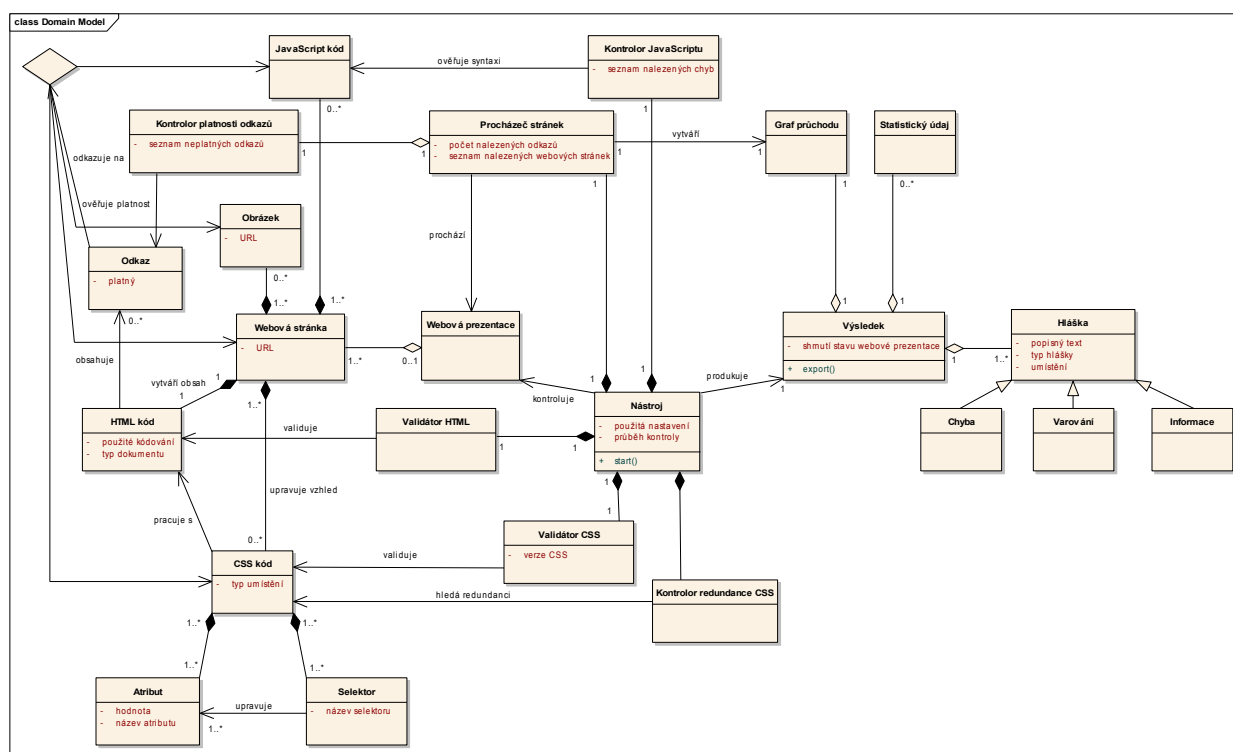 class Domain Model
JavaScript kód
Kontrolor JavaScriptu
- seznam nalezených chyb
ověřuje syntaxi
0..*
1
Kontrolor platnosti odkazů
- seznam neplatných odkazů
Procházeč stránek
- počet nalezených odkazů
- seznam nalezených webových stránek
Graf průchodu
Statistický údaj
vytváří
1
1
1
1
1
1
0..*
odkazuje na
ověřuje platnost
Obrázek
- URL
prochází
Odkaz
- platný
0..*
0..*
1..*
1..*
1
1
Webová stránka
- URL
Webová prezentace
Výsledek
- shrnutí stavu webové prezentace
+ export()
Hláška
- popisný text
- typ hlášky
- umístění
1..*
0..1
1
1..*
obsahuje
vytváří obsah
1
1
1..*
kontroluje
produkuje
1
1
1
HTML kód
- použité kódování
- typ dokumentu
validuje
Validátor HTML
1
1
Nástroj
- použitá nastavení
- průběh kontroly
+ start()
Chyba
Varování
Informace
upravuje vzhled
pracuje s
1
1
0..*
Validátor CSS
- verze CSS
validuje
CSS kód
- typ umístění
hledá redundanci
Kontrolor redundance CSS
1..*
1..*
1..*
1..*
Atribut
- hodnota
- název atributu
upravuje
1..*
Selektor
- název selektoru